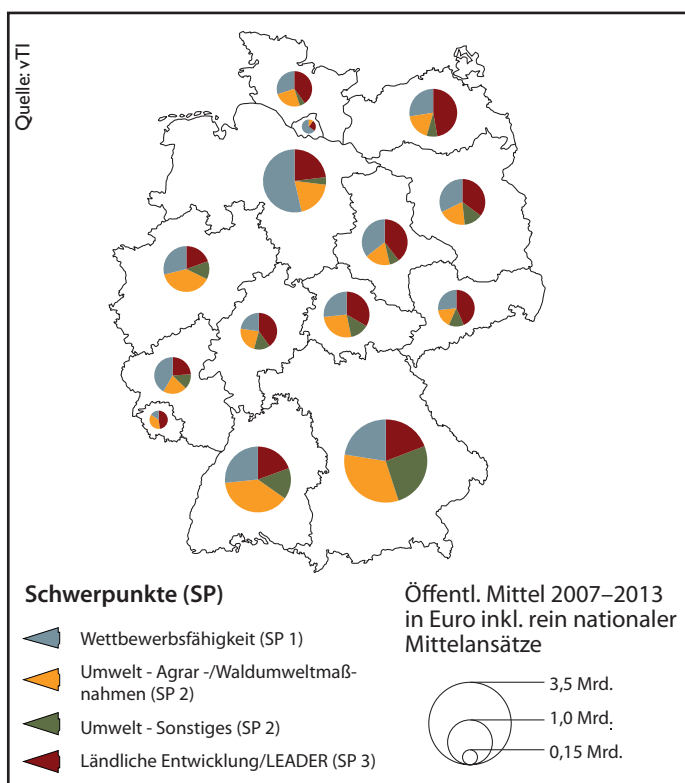 Quelle: vTI
Schwerpunkte (SP)
Wettbewerbsfähigkeit (SP 1)
Umwelt - Agrar -/Waldumweltmaß-
nahmen (SP 2)
Umwelt - Sonstiges (SP 2)
Ländliche Entwicklung/LEADER (SP 3)
Öffentl. Mittel 2007–2013
in Euro inkl. rein nationaler
Mittelansätze
3,5 Mrd.
1,0 Mrd.
0,15 Mrd.